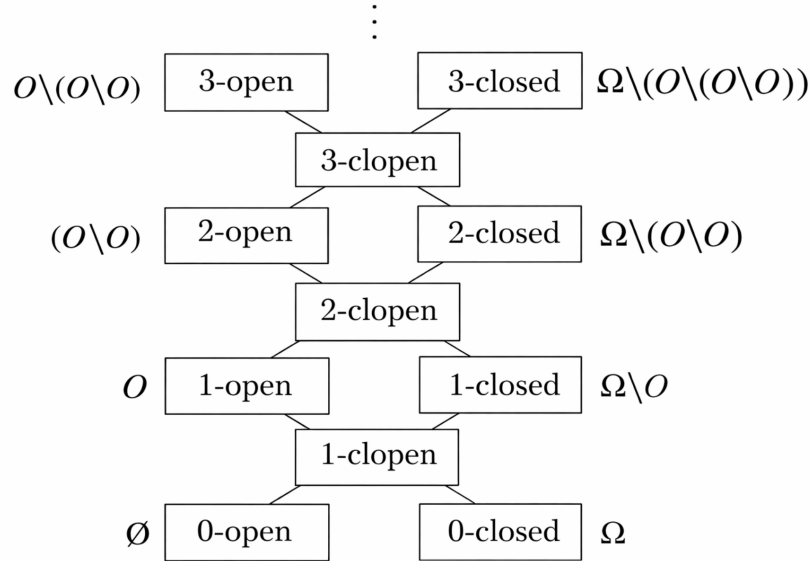 ⋮
O\(O\O) 3-open 3-closed Ω\(O\(O\O))
3-clopen
(O\O) 2-open 2-closed Ω\(O\O)
2-clopen
O 1-open 1-closed Ω\O
1-clopen
Ø 0-open 0-closed Ω